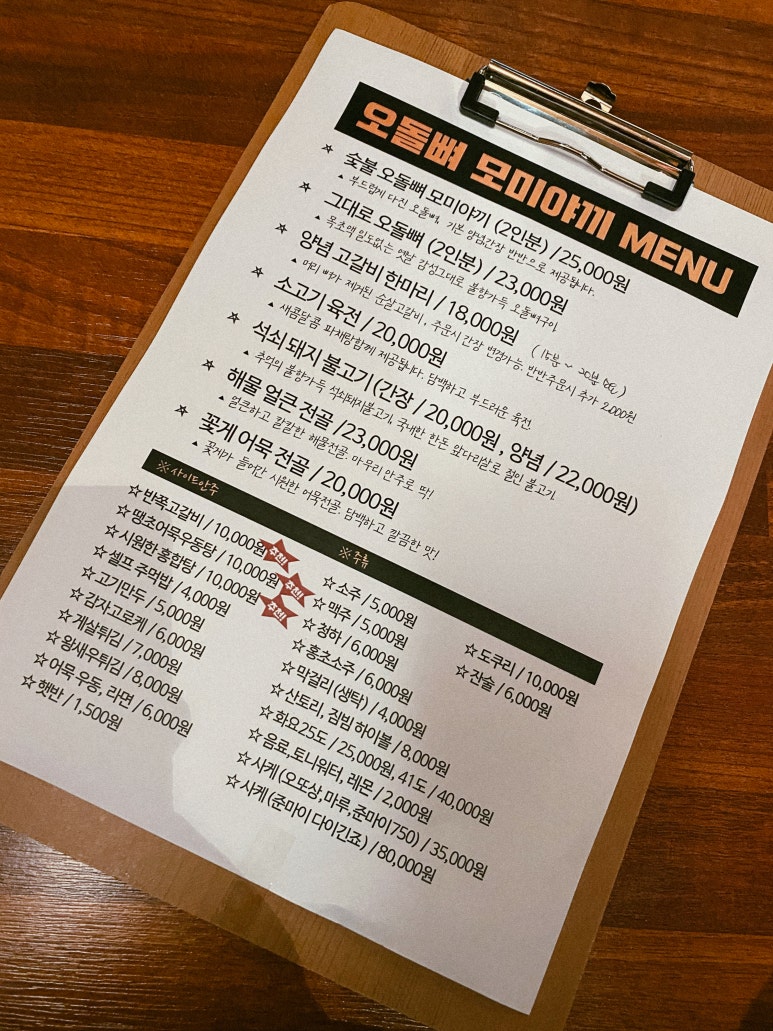 오돌뼈 모미야끼 MENU
☆ 숯불 오돌뼈 모미야끼 (2인분) / 25,000원
▲ 부드럽게 다진 오돌뼈, 기본 양념,간장 반반으로 제공됩니다.
☆ 그대로 오돌뼈 (2인분) / 23,000원
▲ 목초액 일도없는 옛날 감성그대로 불향가득 오돌뼈구이
☆ 양념 고갈비 한마리 / 18,000원 (15분 ~ 20분 소요)
▲ 머리 뼈가 제거된 순살고갈비, 주문시 간장 변경가능, 반반주문시 추가 2,000원
☆ 소고기 육전 / 20,000원
▲ 새콤달콤 파채랑함께 제공됩니다. 담백하고 부드러운 육전
☆ 석쇠 돼지 불고기 (간장 / 20,000원 , 양념 / 22,000원)
▲ 추억의 불향가득 석쇠돼지불고기, 국내한 한돈 앞다리살로 절인 불고기
☆ 해물 얼큰 전골 /23,000원
▲ 얼큰하고 칼칼한 해물전골. 마무리 안주로 딱!
☆ 꽃게 어묵 전골 / 20,000원
▲ 꽃게가 들어간 시원한 어묵전골. 담백하고 깔끔한 맛!
※사이드안주
☆ 반쪽고갈비 / 10,000원 추천!
☆ 땡초어묵우동탕 / 10,000원 추천!
☆ 시원한 홍합탕 / 10,000원 추천!
☆ 셀프 주먹밥 / 4,000원
☆ 고기만두 / 5,000원
☆ 감자고로케 / 6,000원
☆ 게살튀김 / 7,000원
☆ 왕새우튀김 / 8,000원
☆ 어묵 우동, 라면 / 6,000원
☆ 햇반 / 1,500원
※주류
☆ 소주 / 5,000원
☆ 맥주 / 5,000원
☆ 청하 / 6,000원
☆ 홍초소주 / 6,000원
☆ 막걸리 (생탁) / 4,000원
☆ 산토리, 짐빔 하이볼 / 8,000원
☆ 화요25도 / 25,000원, 41도 / 40,000원
☆ 음료,토니워터, 레몬 / 2,000원
☆ 사케 (오또상,마루,준마이750) / 35,000원
☆ 사케 (준마이 다이긴죠) / 80,000원
☆ 도쿠리 / 10,000원
☆ 잔술 / 6,000원